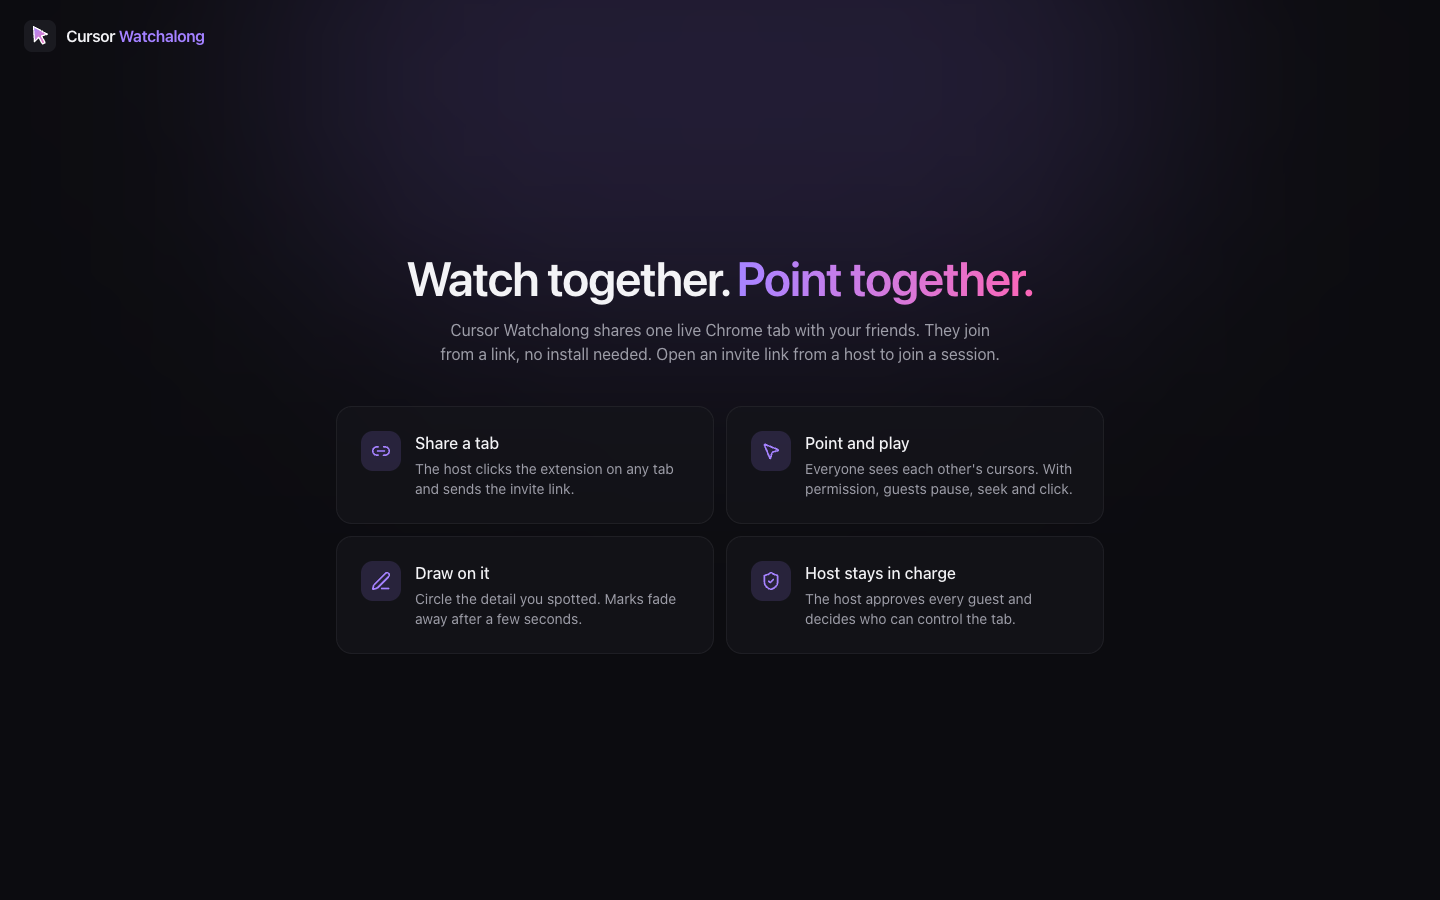 Cursor Watchalong
Watch together. Point together.
Cursor Watchalong shares one live Chrome tab with your friends. They join
from a link, no install needed. Open an invite link from a host to join a session.
Share a tab
The host clicks the extension on any tab
and sends the invite link.
Point and play
Everyone sees each other's cursors. With
permission, guests pause, seek and click.
Draw on it
Circle the detail you spotted. Marks fade
away after a few seconds.
Host stays in charge
The host approves every guest and
decides who can control the tab.